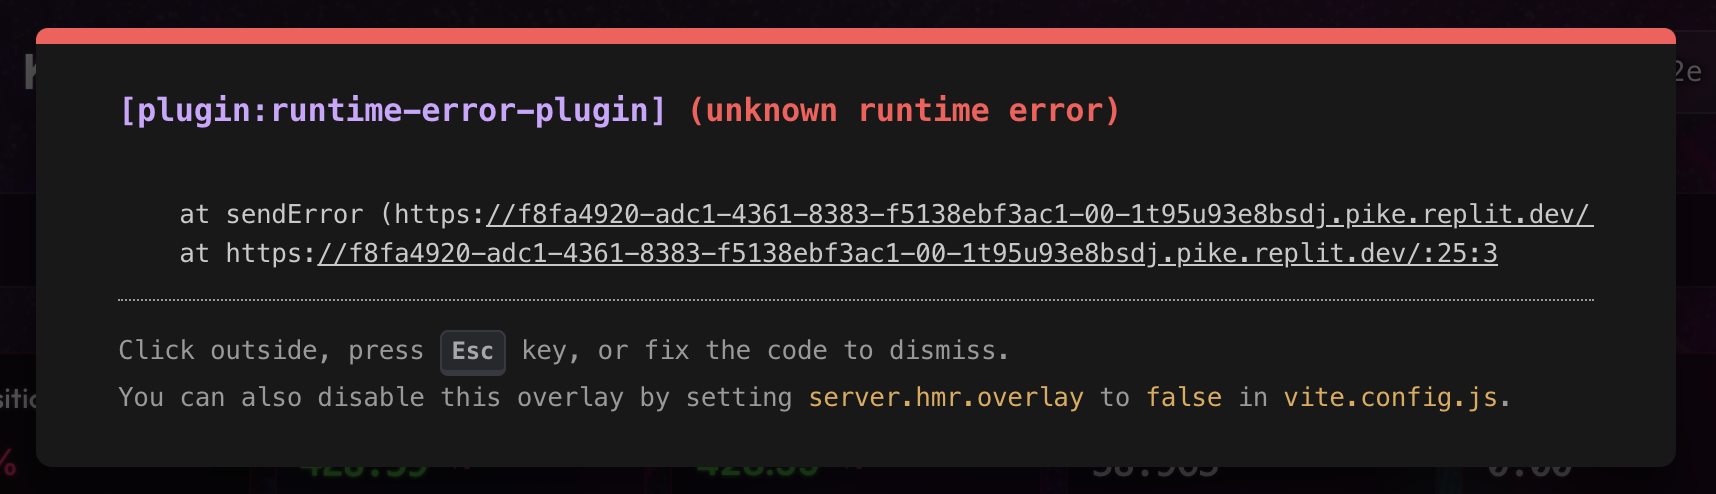 2e
[plugin:runtime-error-plugin] (unknown runtime error)
at sendError (https://f8fa4920-adc1-4361-8383-f5138ebf3ac1-00-1t95u93e8bsdj.pike.replit.dev/
at https://f8fa4920-adc1-4361-8383-f5138ebf3ac1-00-1t95u93e8bsdj.pike.replit.dev/:25:3
Click outside, press Esc key, or fix the code to dismiss.
You can also disable this overlay by setting server.hmr.overlay to false in vite.config.js.
%